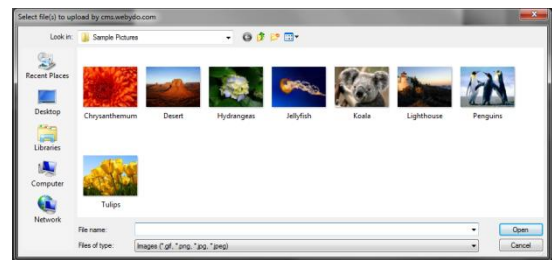 Select file(s) to upload by cms.webydo.com
Look in: Sample Pictures
Recent Places
Desktop
Libraries
Computer
Network
Chrysanthemum Desert Hydrangeas Jellyfish Koala Lighthouse Penguins
Tulips
File name: Open
Files of type: Images (*.gif, *.png, *.jpg, *.jpeg) Cancel